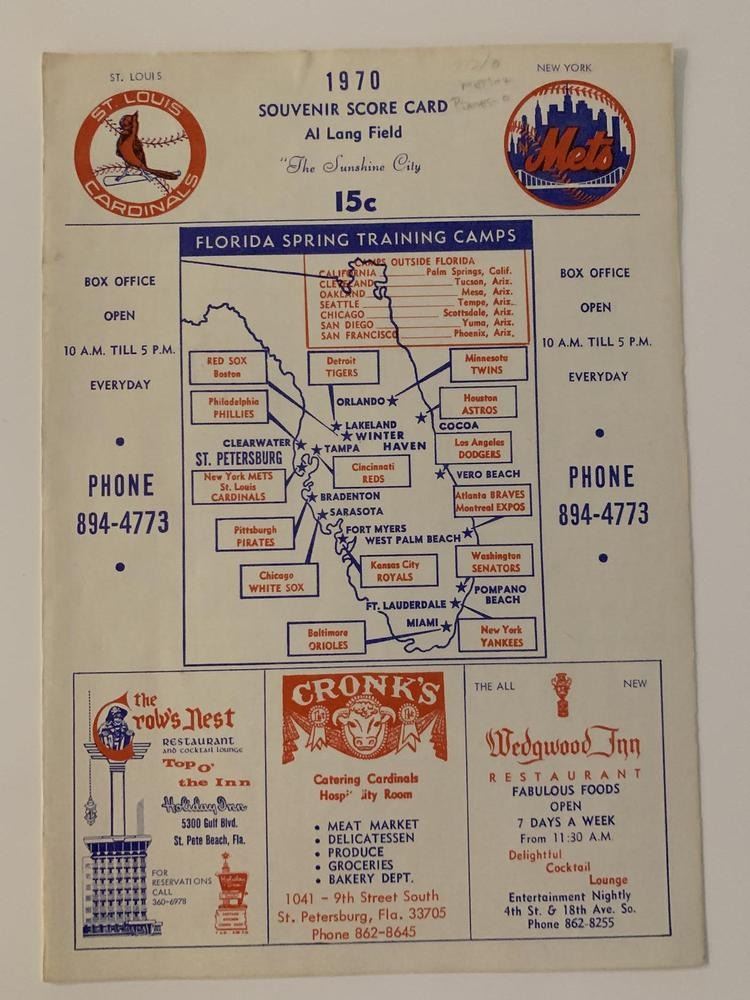 ST. LOUIS
ST. LOUIS
CARDINALS
1970
SOUVENIR SCORE CARD
Al Lang Field
"The Sunshine City
15c
NEW YORK
Mets
FLORIDA SPRING TRAINING CAMPS
CAMPS OUTSIDE FLORIDA
CALIFORNIA Palm Springs, Calif.
CLEVELAND Tucson, Ariz.
OAKLAND Mesa, Ariz.
SEATTLE Tempe, Ariz.
CHICAGO Scottsdale, Ariz.
SAN DIEGO Yuma, Ariz.
SAN FRANCISCO Phoenix, Ariz.
BOX OFFICE
OPEN
10 A.M. TILL 5 P.M.
EVERYDAY
PHONE
894-4773
RED SOX
Boston
Detroit
TIGERS
Minnesota
TWINS
Philadelphia
PHILLIES
ORLANDO
Houston
ASTROS
LAKELAND
WINTER
HAVEN
COCOA
CLEARWATER
TAMPA
Los Angeles
DODGERS
ST. PETERSBURG
New York METS
St. Louis
CARDINALS
Cincinnati
REDS
VERO BEACH
BRADENTON
Atlanta BRAVES
Montreal EXPOS
SARASOTA
Pittsburgh
PIRATES
FORT MYERS
WEST PALM BEACH
Chicago
WHITE SOX
Kansas City
ROYALS
Washington
SENATORS
POMPANO
BEACH
FT. LAUDERDALE
MIAMI
Baltimore
ORIOLES
New York
YANKEES
BOX OFFICE
OPEN
10 A.M. TILL 5 P.M.
EVERYDAY
PHONE
894-4773
the
Crow's Nest
RESTAURANT
AND COCKTAIL LOUNGE
Top O'
the Inn
Holiday Inn
5300 Gulf Blvd.
St. Pete Beach, Fla.
FOR
RESERVATIONS
CALL
360-6978
CRONK'S
Catering Cardinals
Hosp ity Room
• MEAT MARKET
• DELICATESSEN
• PRODUCE
• GROCERIES
• BAKERY DEPT.
1041 - 9th Street South
St. Petersburg, Fla. 33705
Phone 862-8645
THE ALL NEW
Wedgwood Inn
RESTAURANT
FABULOUS FOODS
OPEN
7 DAYS A WEEK
From 11:30 A.M.
Delightful
Cocktail
Lounge
Entertainment Nightly
4th St. & 18th Ave. So.
Phone 862-8255